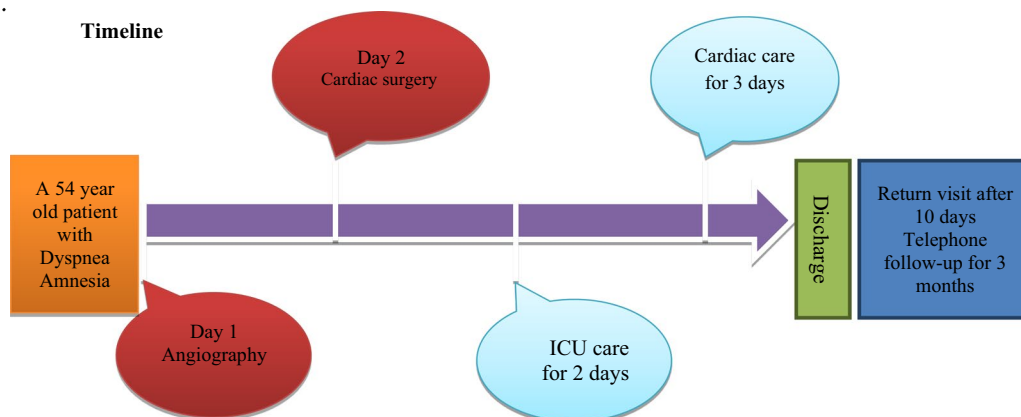 .
Timeline
Day 2
Cardiac surgery
Cardiac care
for 3 days
A 54 year
old patient
with
Dyspnea
Amnesia
Discharge
Return visit after
10 days
Telephone
follow-up for 3
months
Day 1
Angiography
ICU care
for 2 days